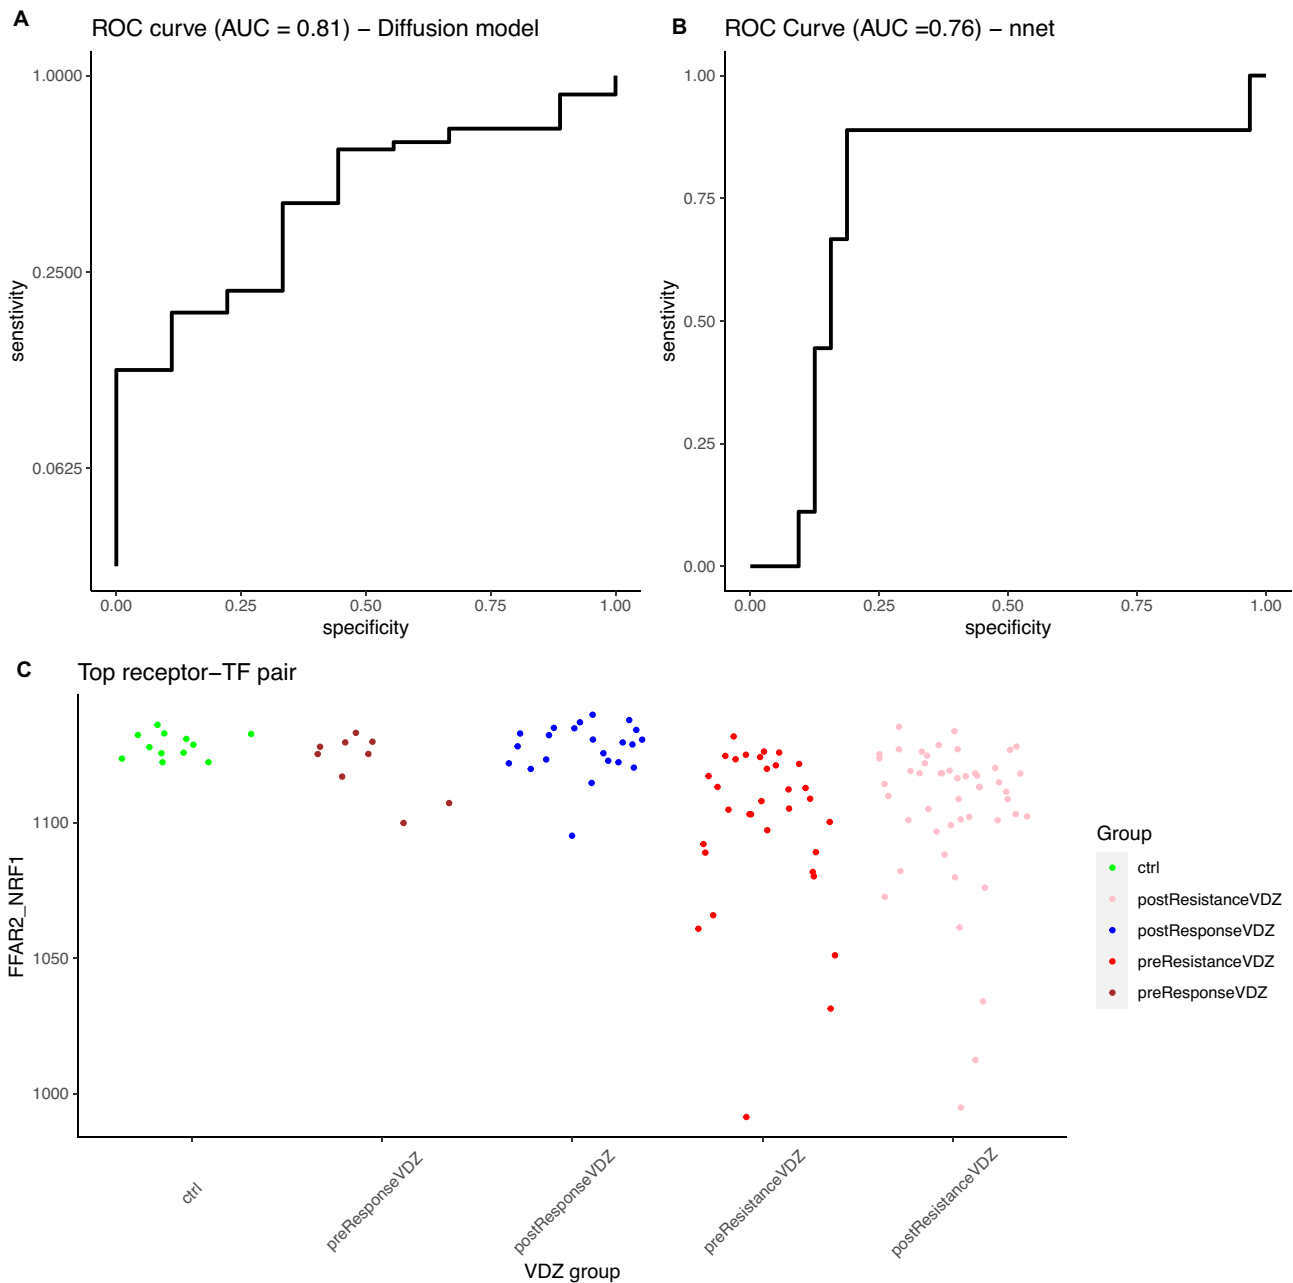 A
ROC curve (AUC = 0.81) − Diffusion model
1.0000
0.2500
0.0625
senstivity
0.00
0.25
0.50
0.75
1.00
specificity
B
ROC Curve (AUC =0.76) − nnet
1.00
0.75
0.50
0.25
0.00
senstivity
0.00
0.25
0.50
0.75
1.00
specificity
C
Top receptor−TF pair
1100
1050
1000
FFAR2_NRF1
ctrl
preResponseVDZ
postResponseVDZ
preResistanceVDZ
postResistanceVDZ
VDZ group
Group
ctrl
postResistanceVDZ
postResponseVDZ
preResistanceVDZ
preResponseVDZ